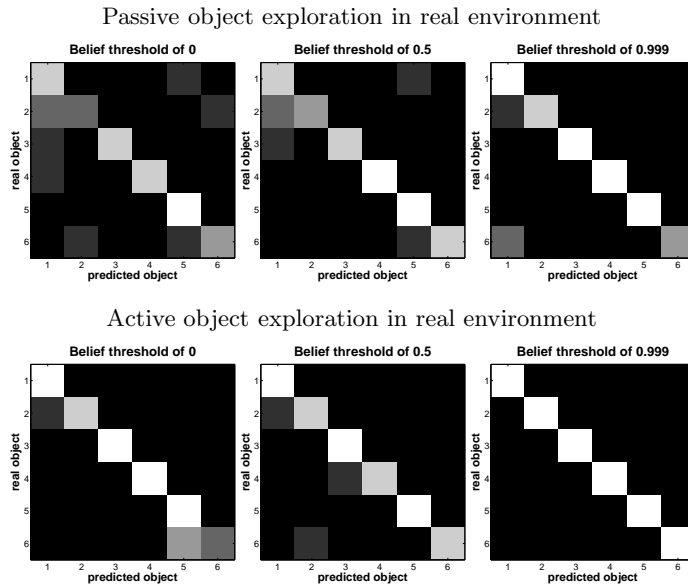 Passive object exploration in real environment
Belief threshold of 0
Belief threshold of 0.5
Belief threshold of 0.999
real object
1
2
3
4
5
6
1 2 3 4 5 6
predicted object
real object
1
2
3
4
5
6
1 2 3 4 5 6
predicted object
real object
1
2
3
4
5
6
1 2 3 4 5 6
predicted object
Active object exploration in real environment
Belief threshold of 0
Belief threshold of 0.5
Belief threshold of 0.999
real object
1
2
3
4
5
6
1 2 3 4 5 6
predicted object
real object
1
2
3
4
5
6
1 2 3 4 5 6
predicted object
real object
1
2
3
4
5
6
1 2 3 4 5 6
predicted object